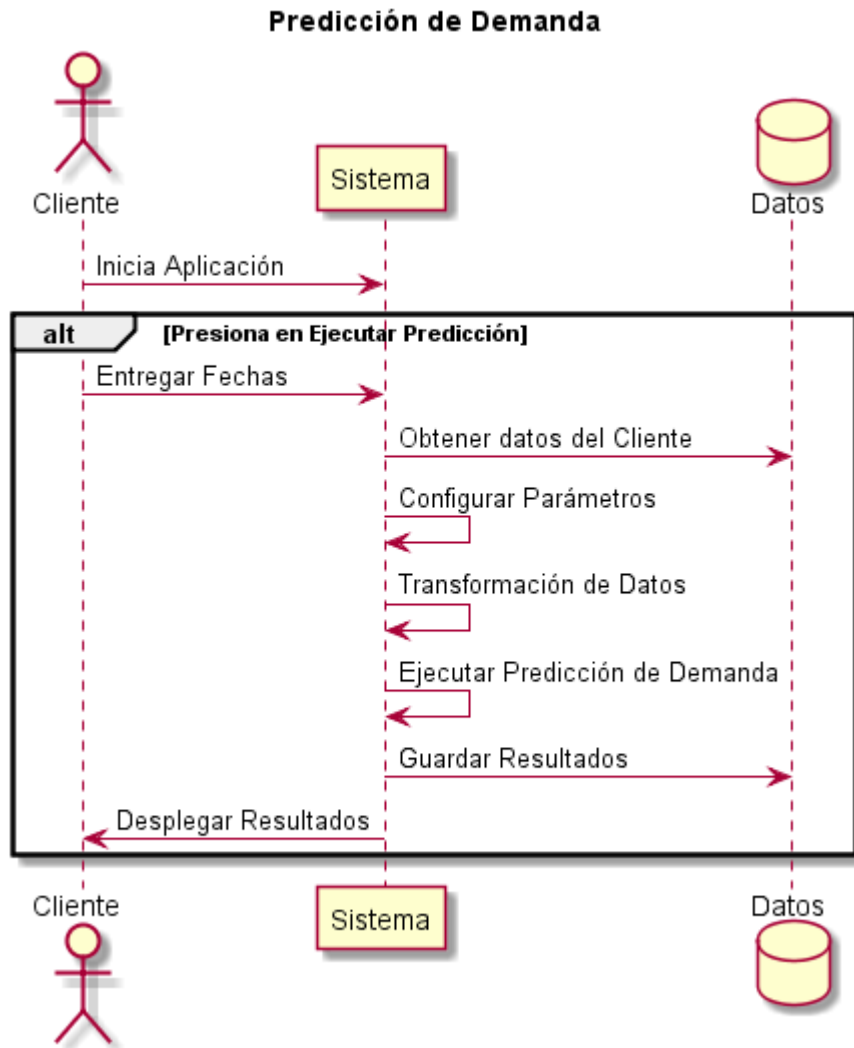 Predicción de Demanda
Cliente
Sistema
Datos
Inicia Aplicación
alt
[Presiona en Ejecutar Predicción]
Entregar Fechas
Obtener datos del Cliente
Configurar Parámetros
Transformación de Datos
Ejecutar Predicción de Demanda
Guardar Resultados
Desplegar Resultados
Cliente
Sistema
Datos